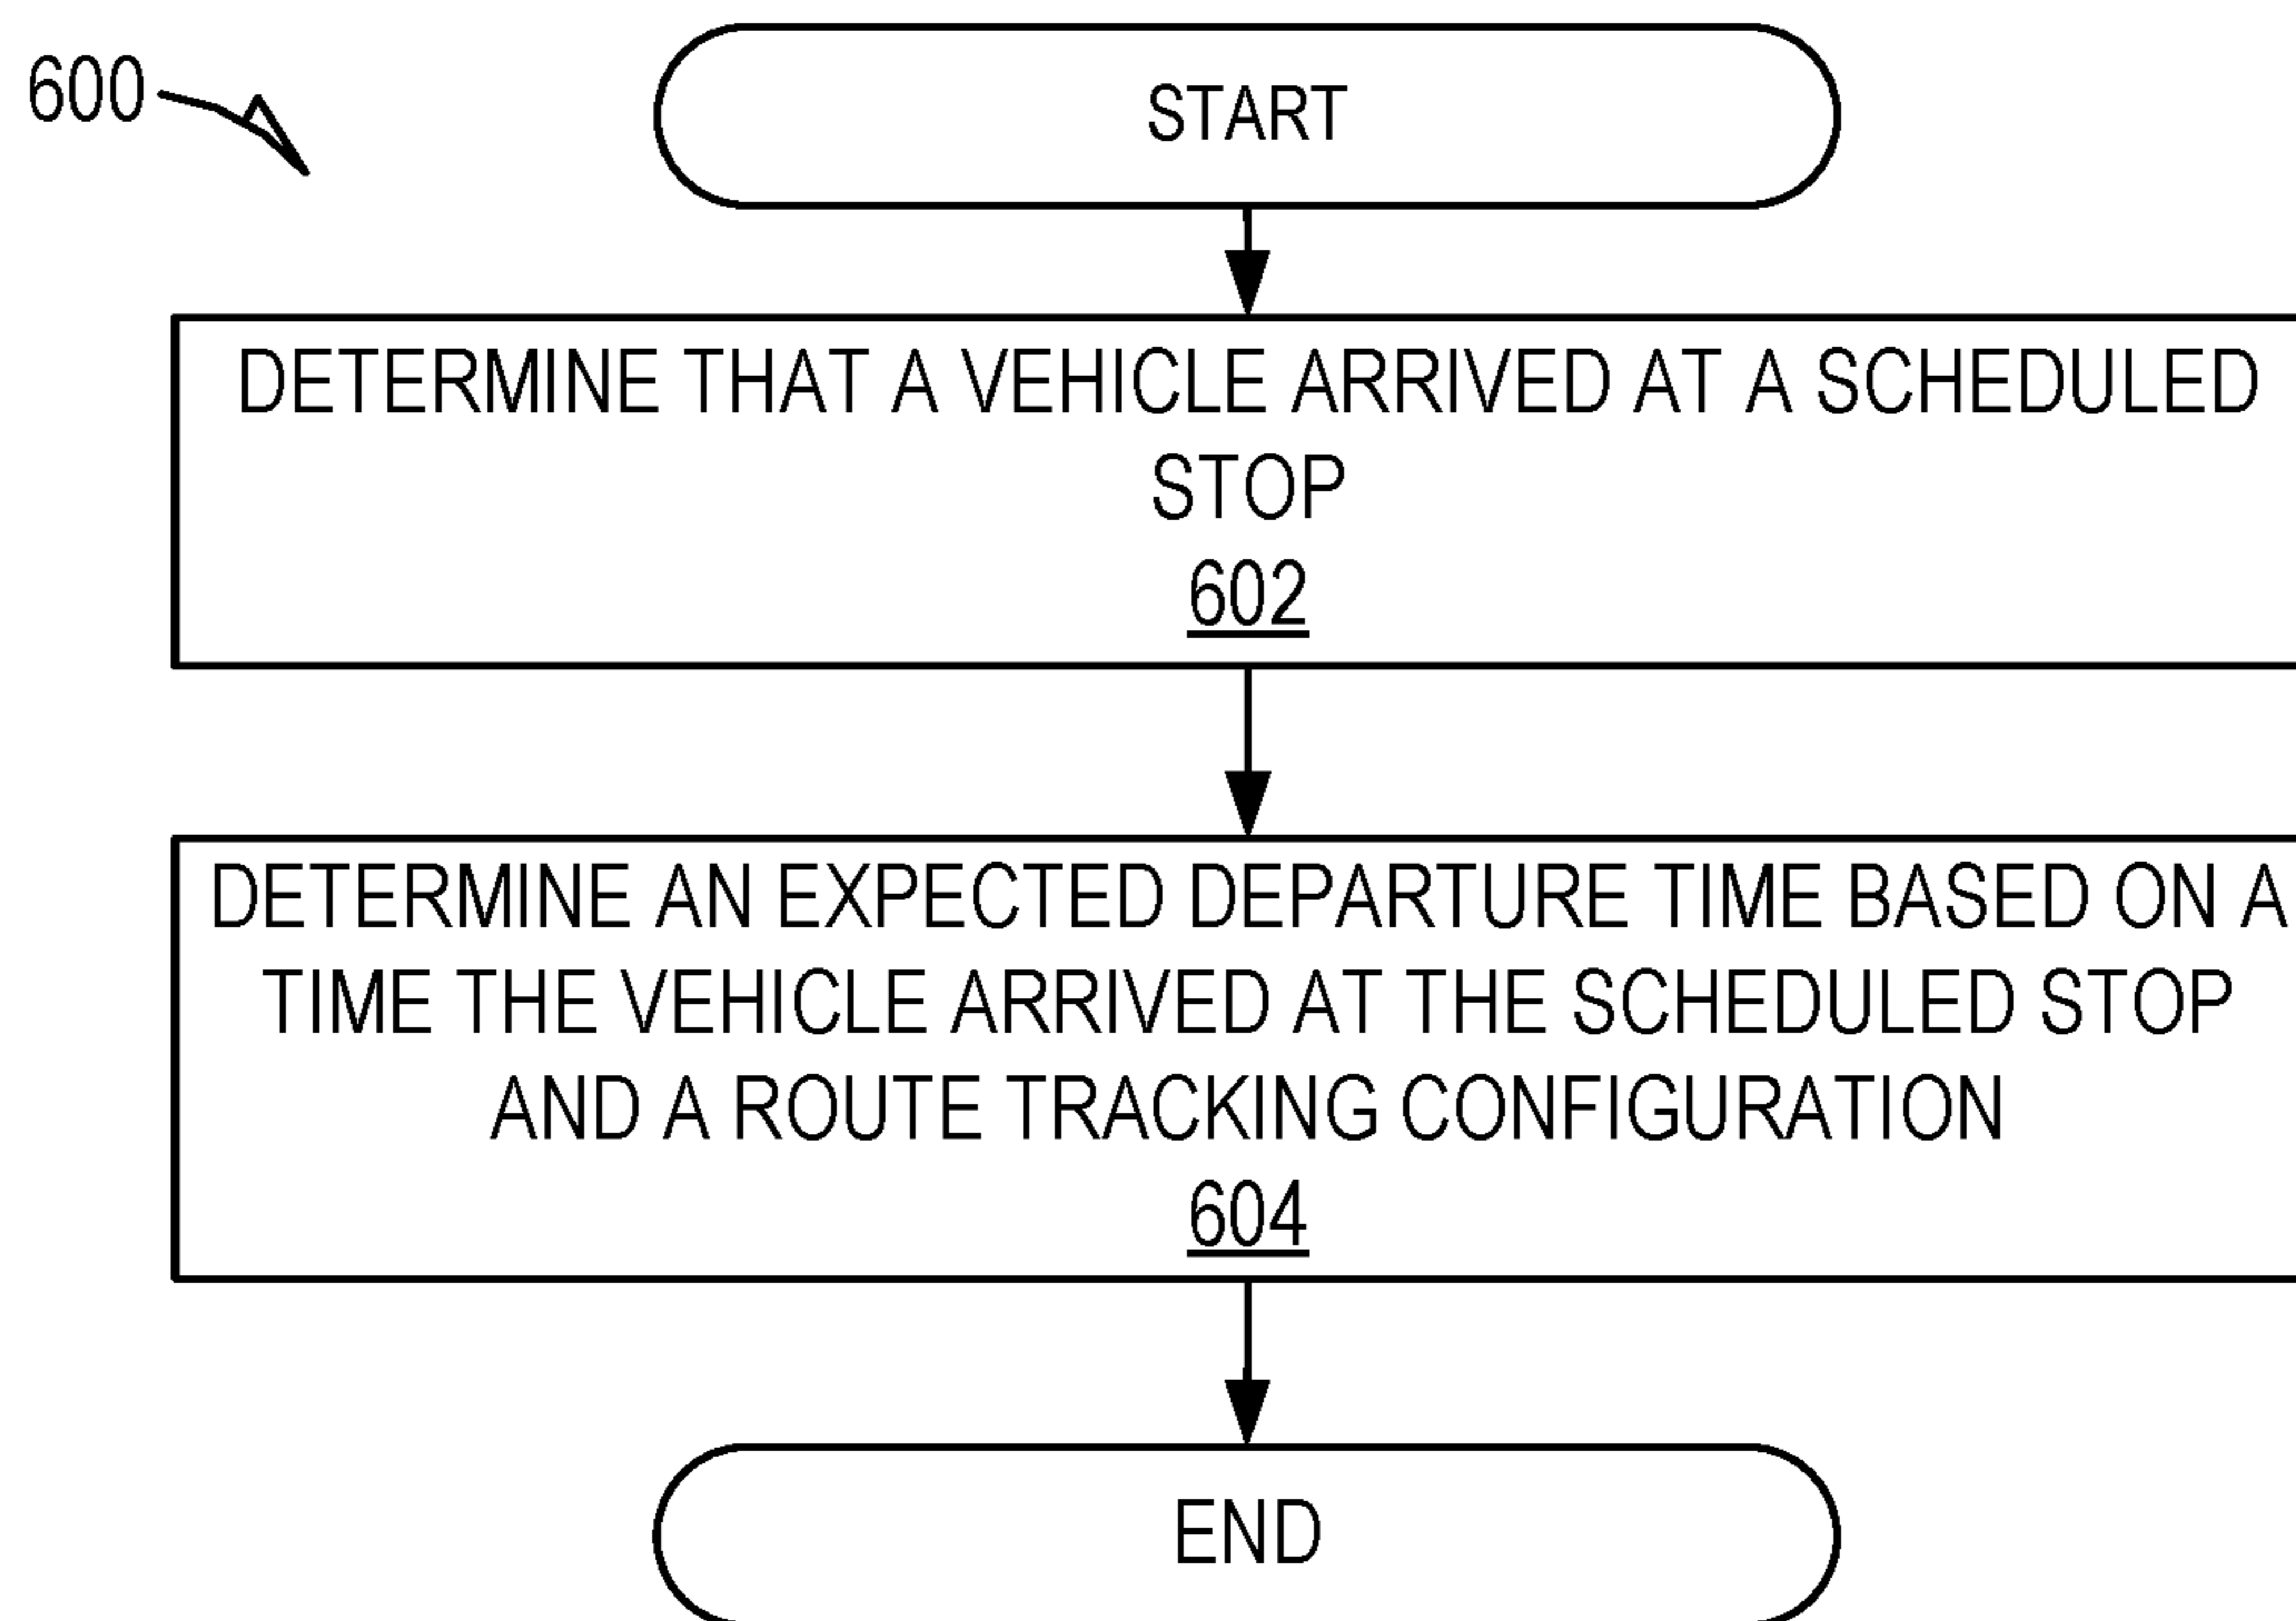 600
START
DETERMINE THAT A VEHICLE ARRIVED AT A SCHEDULED
STOP
602
DETERMINE AN EXPECTED DEPARTURE TIME BASED ON A
TIME THE VEHICLE ARRIVED AT THE SCHEDULED STOP
AND A ROUTE TRACKING CONFIGURATION
604
END